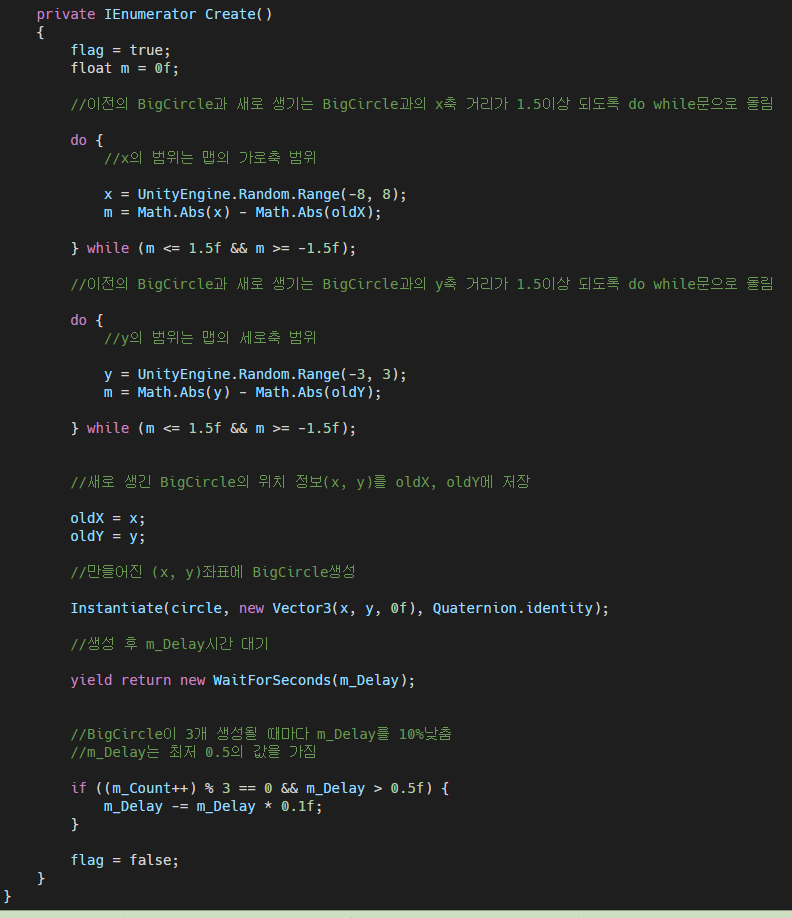 private IEnumerator Create()
{
flag = true;
float m = 0f;
//이전의 BigCircle과 새로 생기는 BigCircle과의 x축 거리가 1.5이상 되도록 do while문으로 돌림
do {
//x의 범위는 맵의 가로축 범위
x = UnityEngine.Random.Range(-8, 8);
m = Math.Abs(x) - Math.Abs(oldX);
} while (m <= 1.5f && m >= -1.5f);
//이전의 BigCircle과 새로 생기는 BigCircle과의 y축 거리가 1.5이상 되도록 do while문으로 돌림
do {
//y의 범위는 맵의 세로축 범위
y = UnityEngine.Random.Range(-3, 3);
m = Math.Abs(y) - Math.Abs(oldY);
} while (m <= 1.5f && m >= -1.5f);
//새로 생긴 BigCircle의 위치 정보(x, y)를 oldX, oldY에 저장
oldX = x;
oldY = y;
//만들어진 (x, y)좌표에 BigCircle생성
Instantiate(circle, new Vector3(x, y, 0f), Quaternion.identity);
//생성 후 m_Delay시간 대기
yield return new WaitForSeconds(m_Delay);
//BigCircle이 3개 생성될 때마다 m_Delay를 10%낮춤
//m_Delay는 최저 0.5의 값을 가짐
if ((m_Count++) % 3 == 0 && m_Delay > 0.5f) {
m_Delay -= m_Delay * 0.1f;
}
flag = false;
}
}